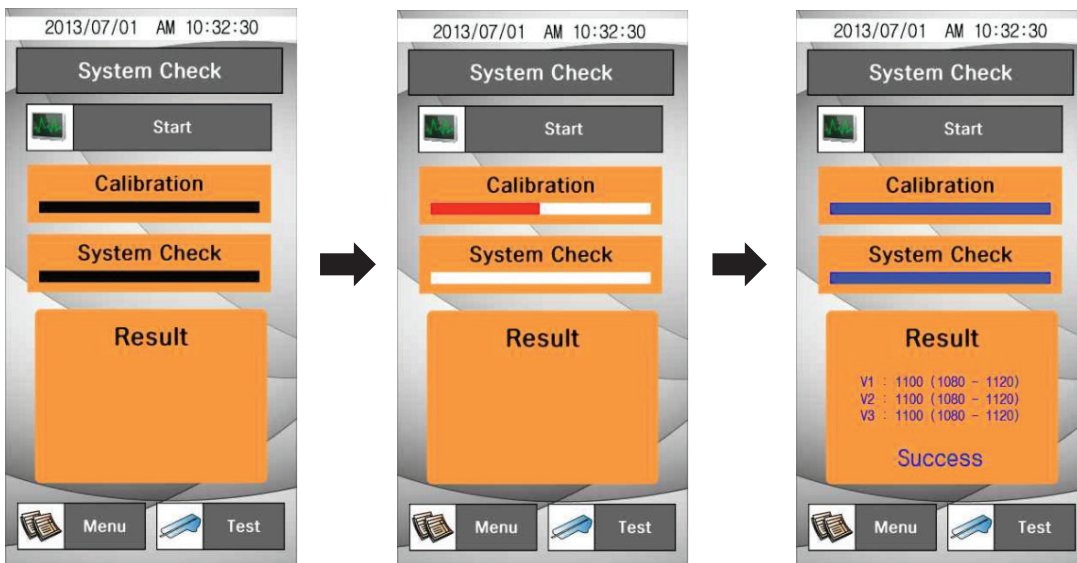 2013/07/01 AM 10:32:30
System Check
Start
Calibration
System Check
Result
Menu
Test
2013/07/01 AM 10:32:30
System Check
Start
Calibration
System Check
Result
Menu
Test
2013/07/01 AM 10:32:30
System Check
Start
Calibration
System Check
Result
V1 : 1100 (1080 - 1120)
V2 : 1100 (1080 - 1120)
V3 : 1100 (1080 - 1120)
Success
Menu
Test